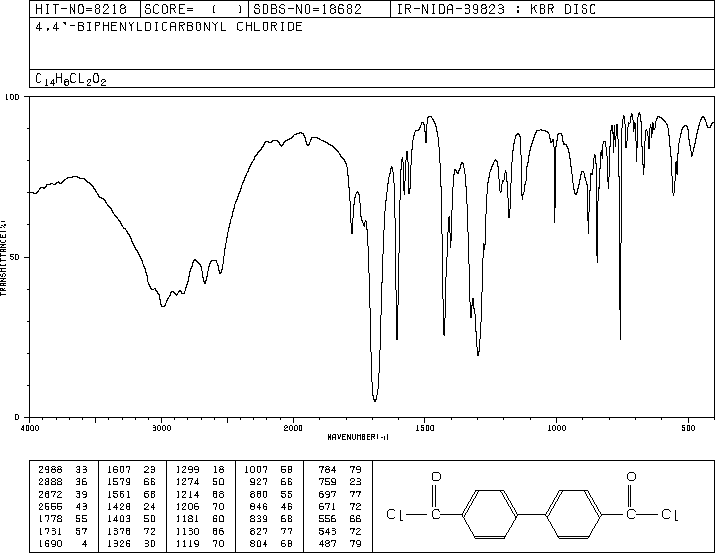 HIT-NO=8218 SCORE= ( ) SDBS-NO=18682 IR-NIDA-39823 : KBR DISC
4,4'-BIPHENYLDICARBONYL CHLORIDE
C14H8CL2O2
100
TRANSMITTANCE(%)
50
0
4000 3000 2000 1500 1000 500
WAVENUMBER(-1)
2988 33 1607 23 1299 18 1007 58 784 79
2888 36 1579 66 1274 50 927 66 759 23
2672 39 1561 66 1214 68 880 55 697 77
2555 43 1428 24 1206 70 846 46 671 72
1778 55 1403 50 1181 60 839 68 556 66
1731 57 1378 72 1130 66 827 77 543 72
1690 4 1326 30 1119 70 804 68 487 79
O O
Cl C C Cl